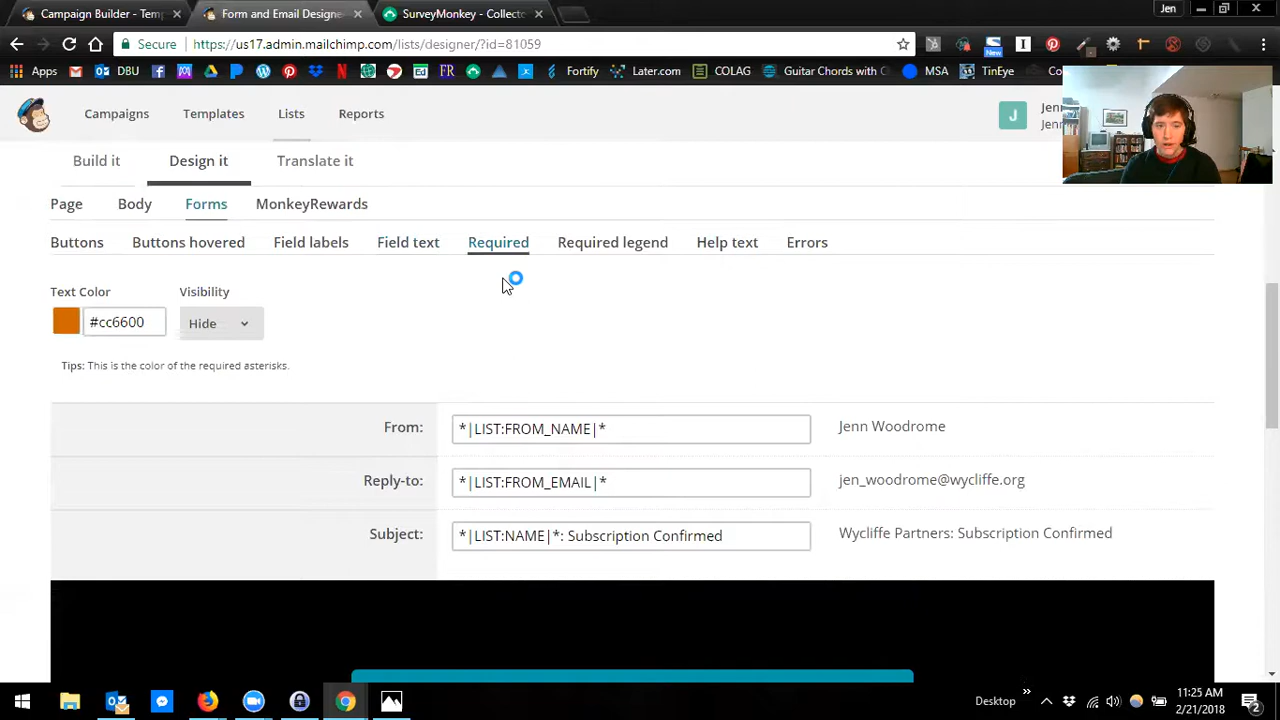 Campaign Builder - Temp
Form and Email Designe
SurveyMonkey - Collecto
Jen
Secure
https://us17.admin.mailchimp.com/lists/designer/?id=81059
New
Apps
DBU
Fortify
Later.com
COLAG
Guitar Chords with C
MSA
TinEye
Campaigns
Templates
Lists
Reports
J
Build it
Design it
Translate it
Page
Body
Forms
MonkeyRewards
Buttons
Buttons hovered
Field labels
Field text
Required
Required legend
Help text
Errors
Text Color
Visibility
#cc6600
Hide
Tips: This is the color of the required asterisks.
From:
*|LIST:FROM_NAME|*
Jenn Woodrome
Reply-to:
*|LIST:FROM_EMAIL|*
jen_woodrome@wycliffe.org
Subject:
*|LIST:NAME|*: Subscription Confirmed
Wycliffe Partners: Subscription Confirmed
Desktop
11:25 AM
2/21/2018
2